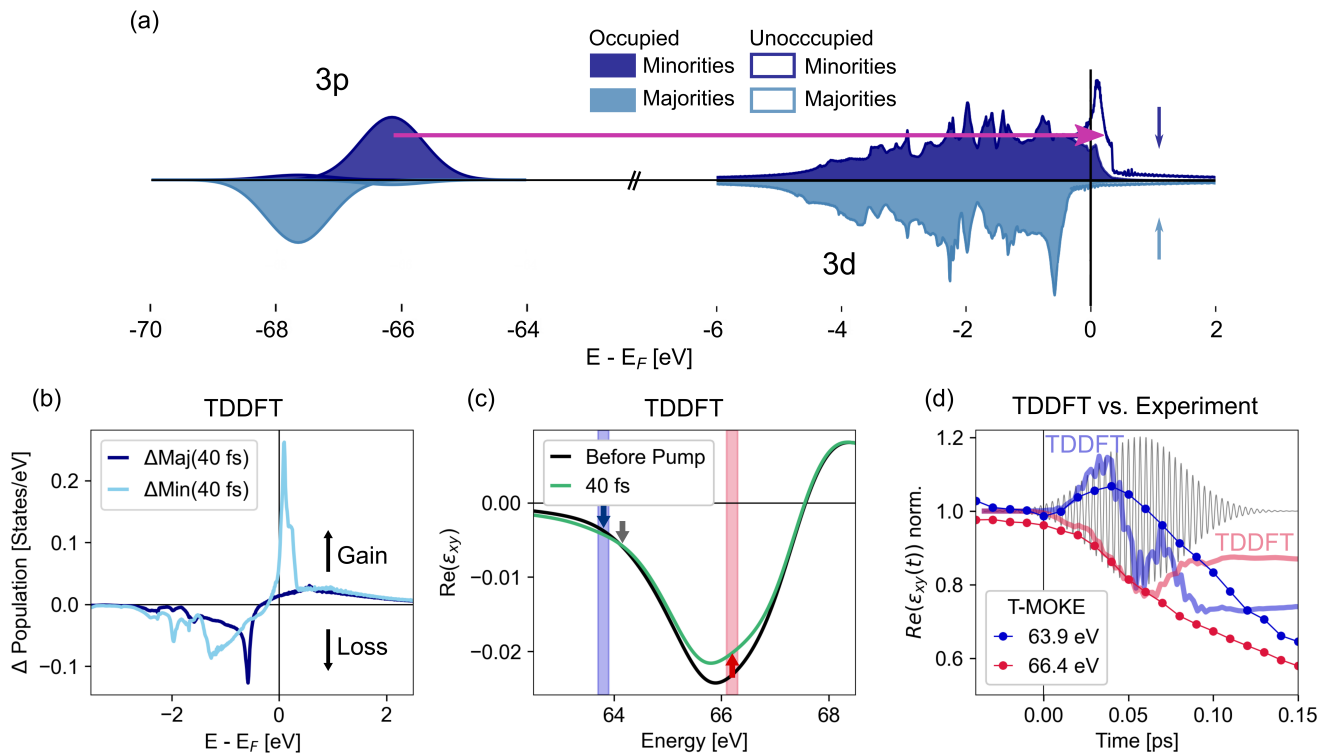 (a)
Occupied
Unocccupied
Minorities
Minorities
Majorities
Majorities
3p
3d
-70
-68
-66
-64
-6
-4
-2
0
2
E - E_F [eV]
(b)
TDDFT
ΔMaj(40 fs)
ΔMin(40 fs)
Gain
Loss
0.2
0.1
0.0
−0.1
Δ Population [States/eV]
−2
0
2
E - E_F [eV]
(c)
TDDFT
Before Pump
40 fs
0.00
−0.01
−0.02
Re(ε_xy)
64
66
68
Energy [eV]
(d)
TDDFT vs. Experiment
TDDFT
TDDFT
T-MOKE
63.9 eV
66.4 eV
1.2
1.0
0.8
0.6
Re(ε_xy(t)) norm.
0.00
0.05
0.10
0.15
Time [ps]